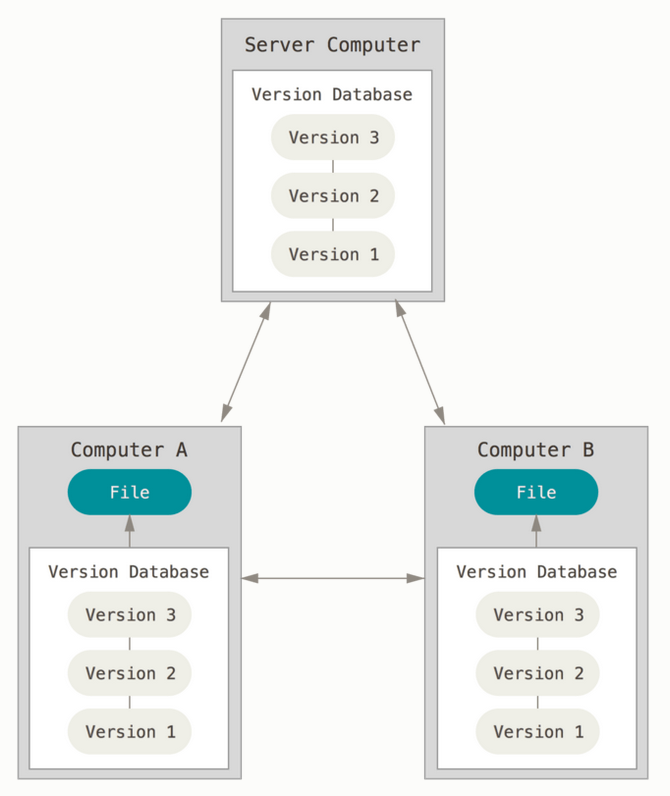 Server Computer
Version Database
Version 3
Version 2
Version 1
Computer A
File
Version Database
Version 3
Version 2
Version 1
Computer B
File
Version Database
Version 3
Version 2
Version 1